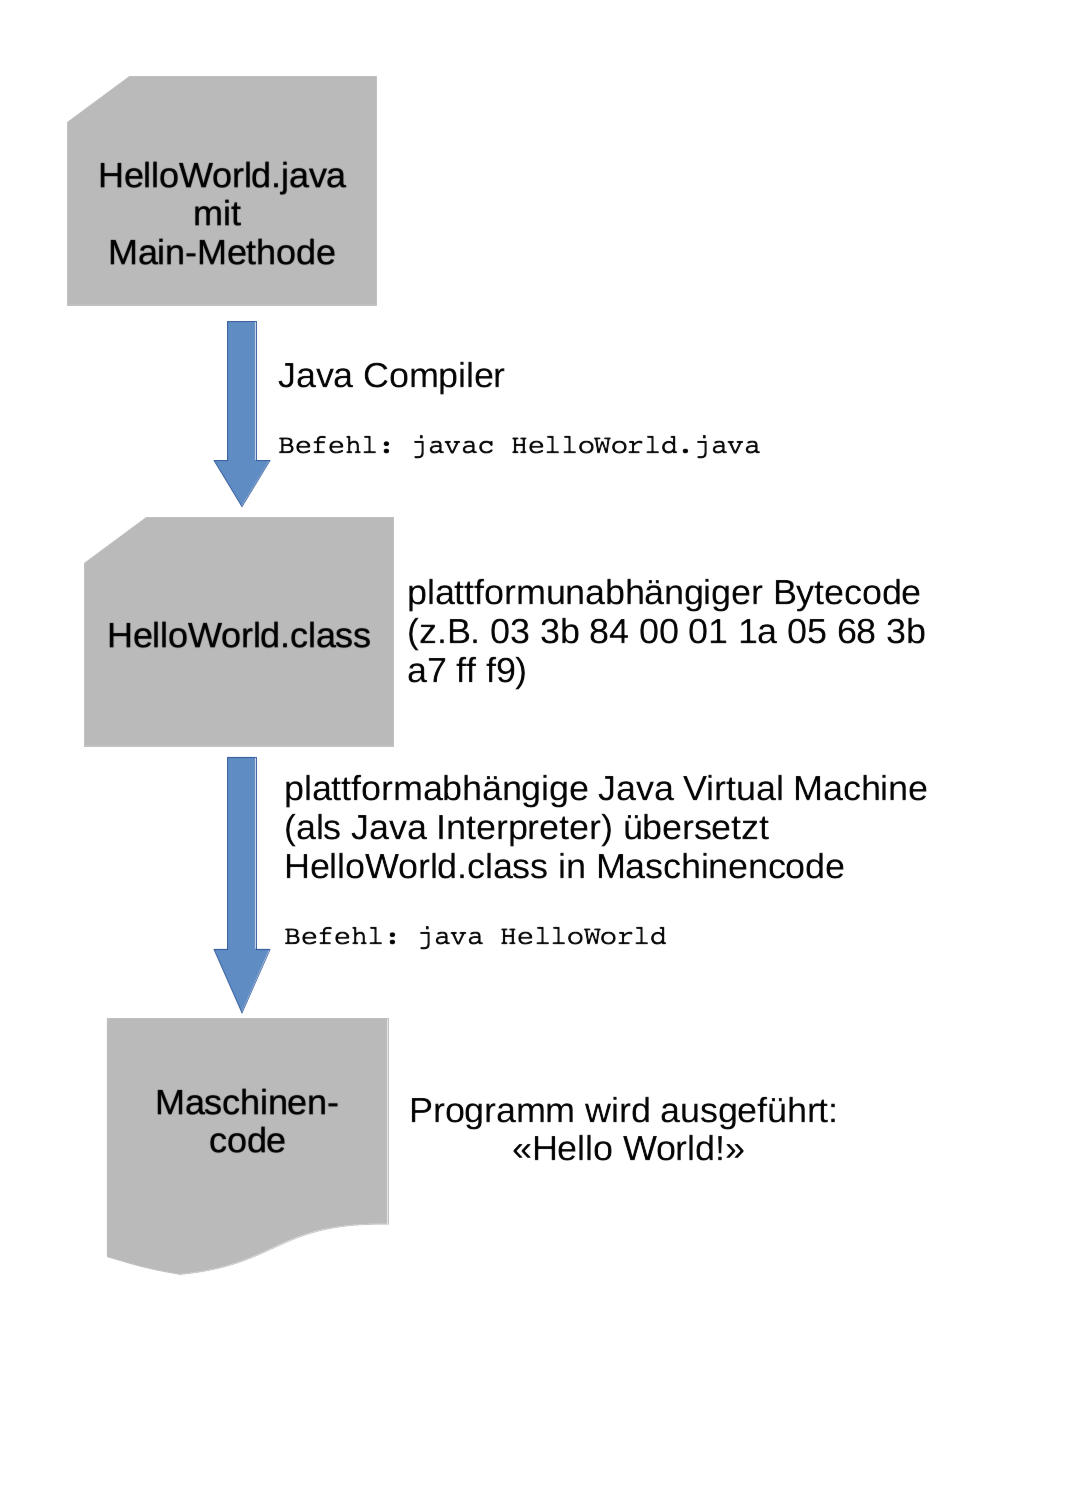 HelloWorld.java
mit
Main-Methode
Java Compiler
Befehl: javac HelloWorld.java
HelloWorld.class
plattformunabhängiger Bytecode
(z.B. 03 3b 84 00 01 1a 05 68 3b
a7 ff f9)
plattformabhängige Java Virtual Machine
(als Java Interpreter) übersetzt
HelloWorld.class in Maschinencode
Befehl: java HelloWorld
Maschinen-
code
Programm wird ausgeführt:
«Hello World!»